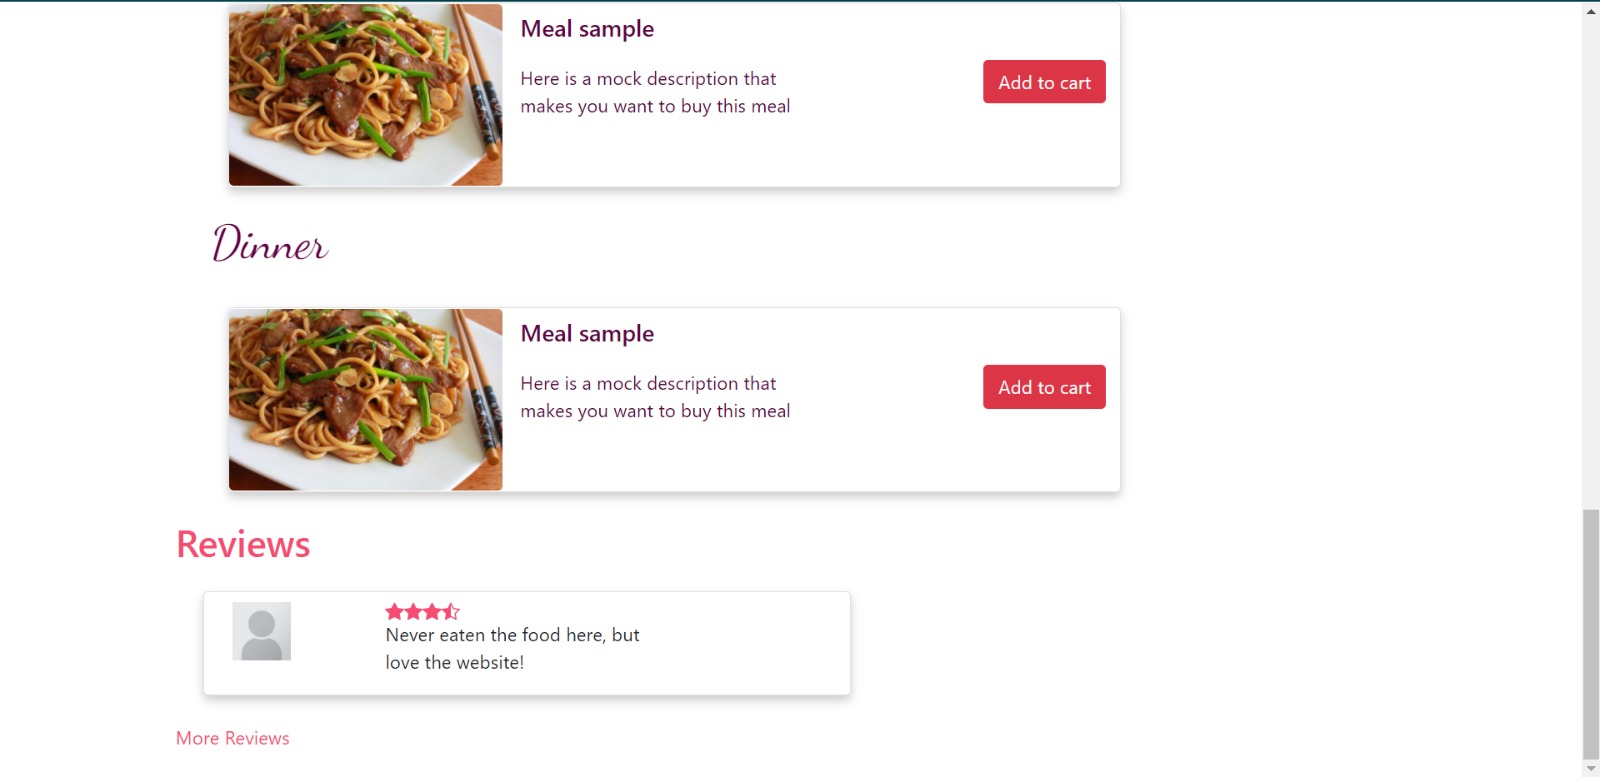 Meal sample
Here is a mock description that
makes you want to buy this meal
Add to cart
Dinner
Meal sample
Here is a mock description that
makes you want to buy this meal
Add to cart
Reviews
Never eaten the food here, but
love the website!
More Reviews